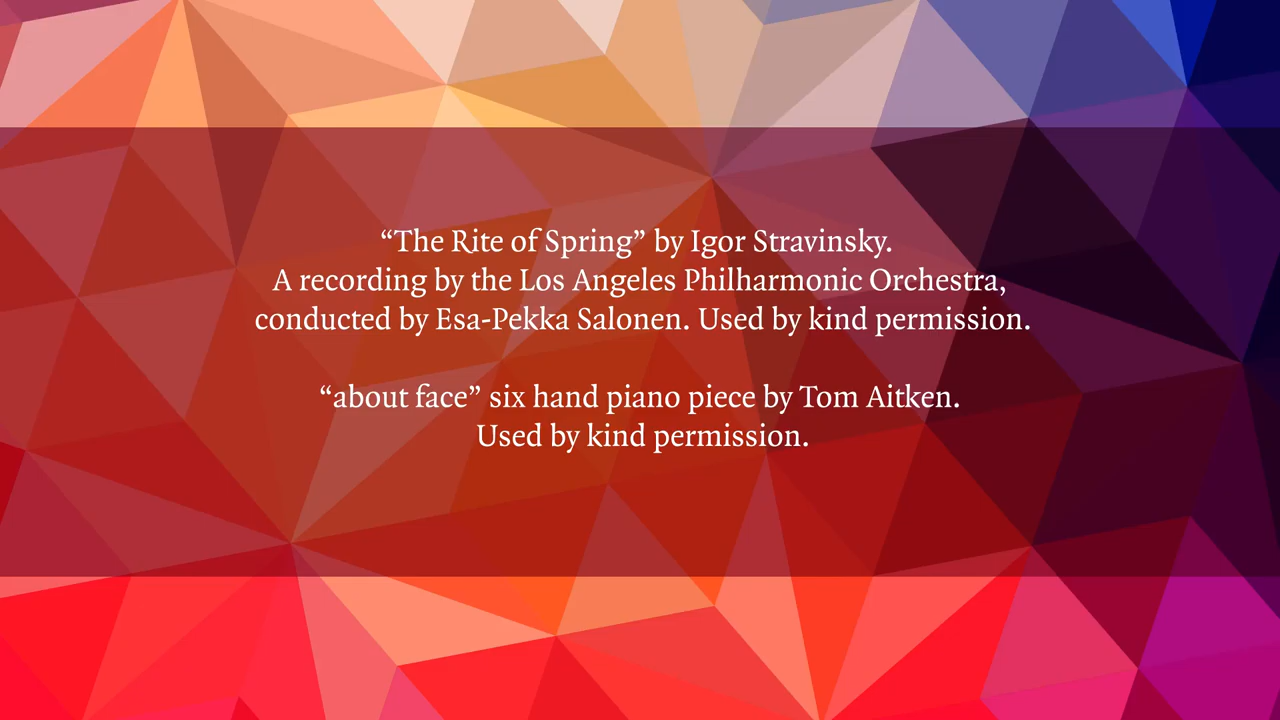 “The Rite of Spring” by Igor Stravinsky.
A recording by the Los Angeles Philharmonic Orchestra,
conducted by Esa-Pekka Salonen. Used by kind permission.
“about face” six hand piano piece by Tom Aitken.
Used by kind permission.